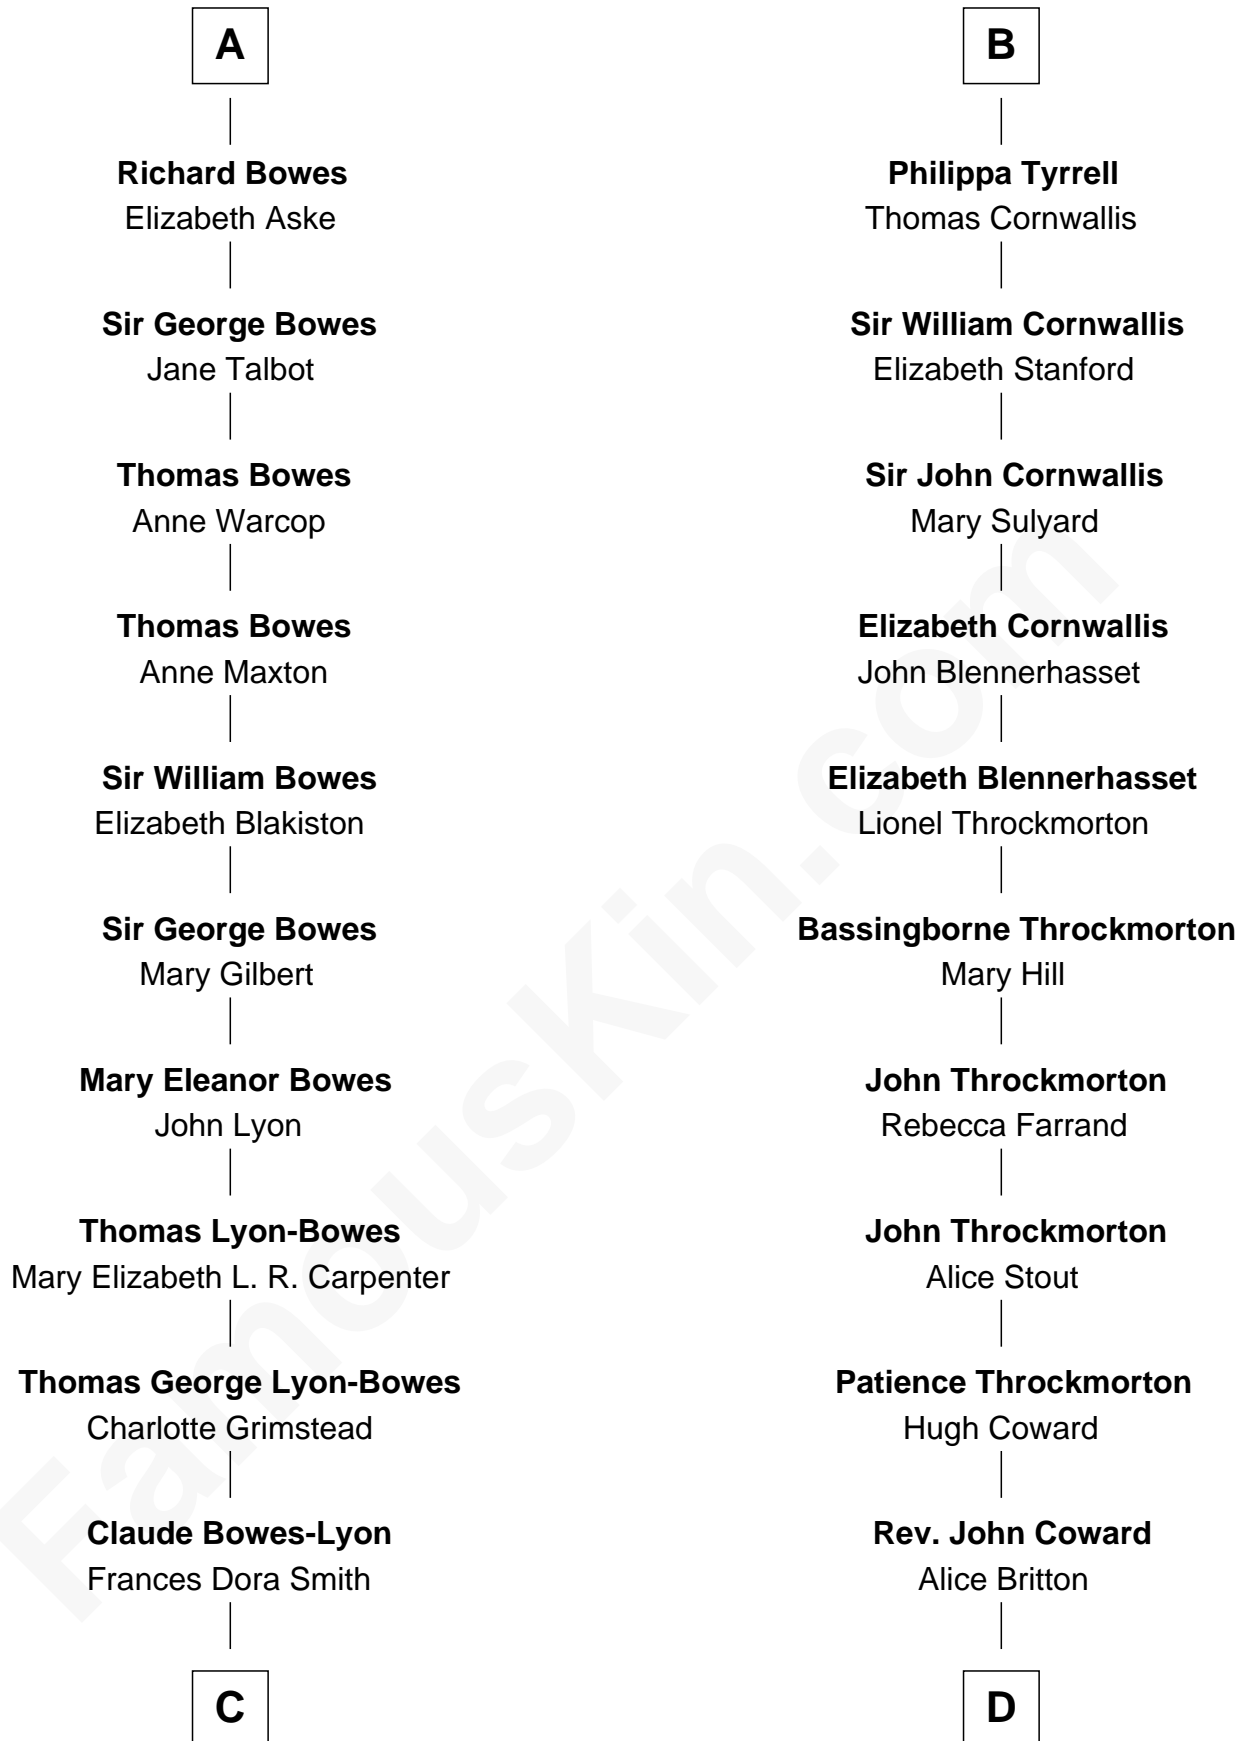 A
Richard Bowes
Elizabeth Aske
Sir George Bowes
Jane Talbot
Thomas Bowes
Anne Warcop
Thomas Bowes
Anne Maxton
Sir William Bowes
Elizabeth Blakiston
Sir George Bowes
Mary Gilbert
Mary Eleanor Bowes
John Lyon
Thomas Lyon-Bowes
Mary Elizabeth L. R. Carpenter
Thomas George Lyon-Bowes
Charlotte Grimstead
Claude Bowes-Lyon
Frances Dora Smith
C
B
Philippa Tyrrell
Thomas Cornwallis
Sir William Cornwallis
Elizabeth Stanford
Sir John Cornwallis
Mary Sulyard
Elizabeth Cornwallis
John Blennerhasset
Elizabeth Blennerhasset
Lionel Throckmorton
Bassingborne Throckmorton
Mary Hill
John Throckmorton
Rebecca Farrand
John Throckmorton
Alice Stout
Patience Throckmorton
Hugh Coward
Rev. John Coward
Alice Britton
D
FamousKin.com